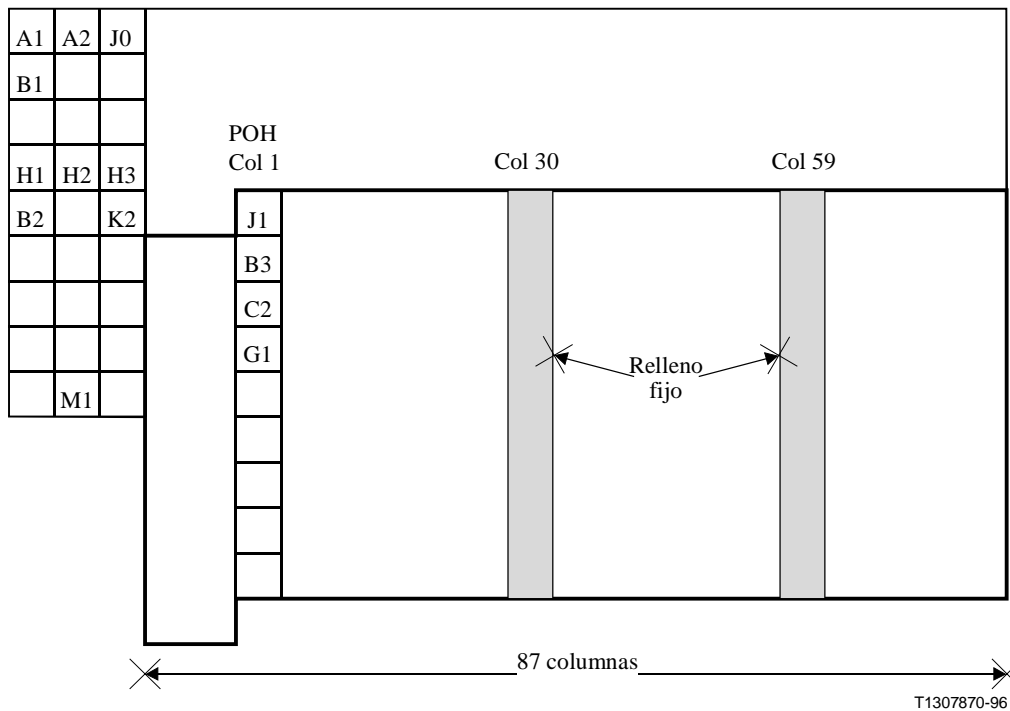 A1 A2 J0
B1
POH
Col 1 Col 30 Col 59
H1 H2 H3
B2 K2 J1
B3
C2
G1
Relleno
fijo
M1
87 columnas
T1307870-96